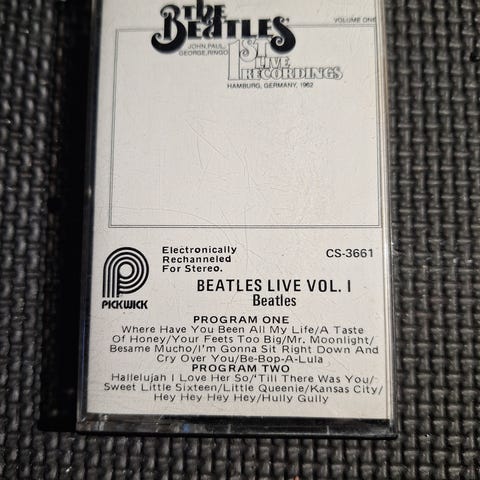 the
BEATLES
VOLUME ONE
JOHN, PAUL,
GEORGE, RINGO
1ST
LIVE
RECORDINGS
HAMBURG, GERMANY, 1962
Electronically
Rechanneled
For Stereo.
CS-3661
PICKWICK
BEATLES LIVE VOL. I
Beatles
PROGRAM ONE
Where Have You Been All My Life/A Taste
Of Honey/Your Feets Too Big/Mr. Moonlight/
Besame Mucho/I'm Gonna Sit Right Down And
Cry Over You/Be-Bop-A-Lula
PROGRAM TWO
Hallelujah I Love Her So/'Till There Was You/
Sweet Little Sixteen/Little Queenie/Kansas City/
Hey Hey Hey Hey/Hully Gully